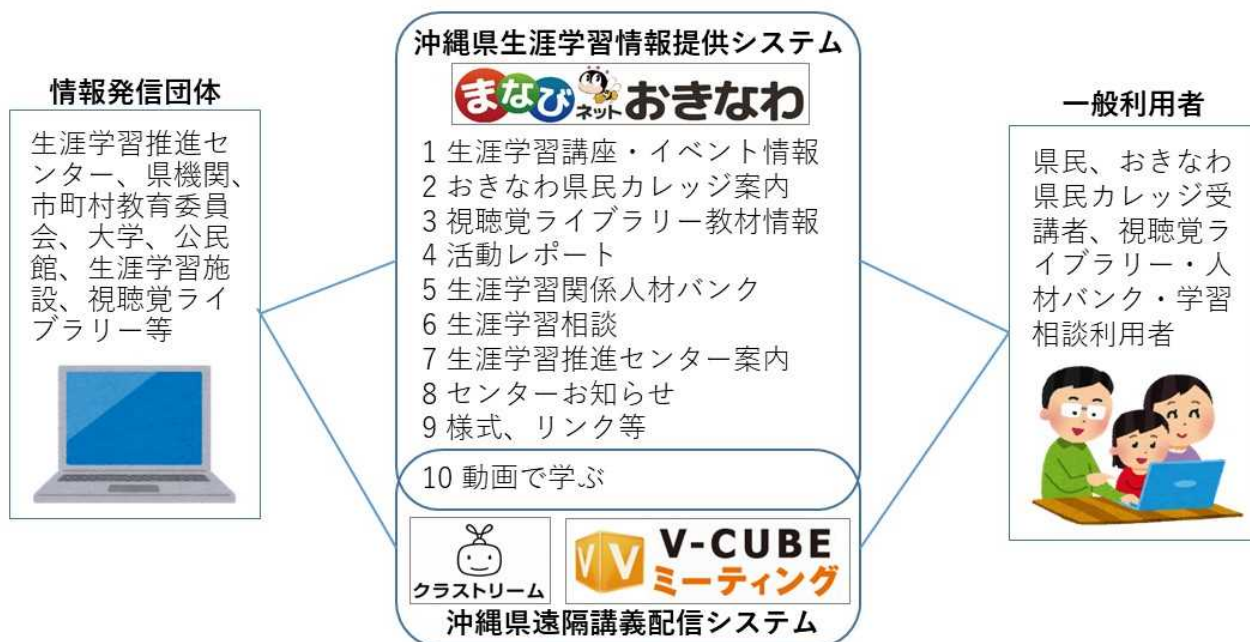 情報発信団体
生涯学習推進セ
ンター、県機関、
市町村教育委員
会、大学、公民
館、生涯学習施
設、視聴覚ライ
ブラリー等
沖縄県生涯学習情報提供システム
まなびネットおきなわ
1 生涯学習講座・イベント情報
2 おきなわ県民カレッジ案内
3 視聴覚ライブラリー教材情報
4 活動レポート
5 生涯学習関係人材バンク
6 生涯学習相談
7 生涯学習推進センター案内
8 センターお知らせ
9 様式、リンク等
10 動画で学ぶ
クラストリーム
VV
V-CUBE
ミーティング
沖縄県遠隔講義配信システム
一般利用者
県民、おきなわ
県民カレッジ受
講者、視聴覚ラ
イブラリー・人
材バンク・学習
相談利用者